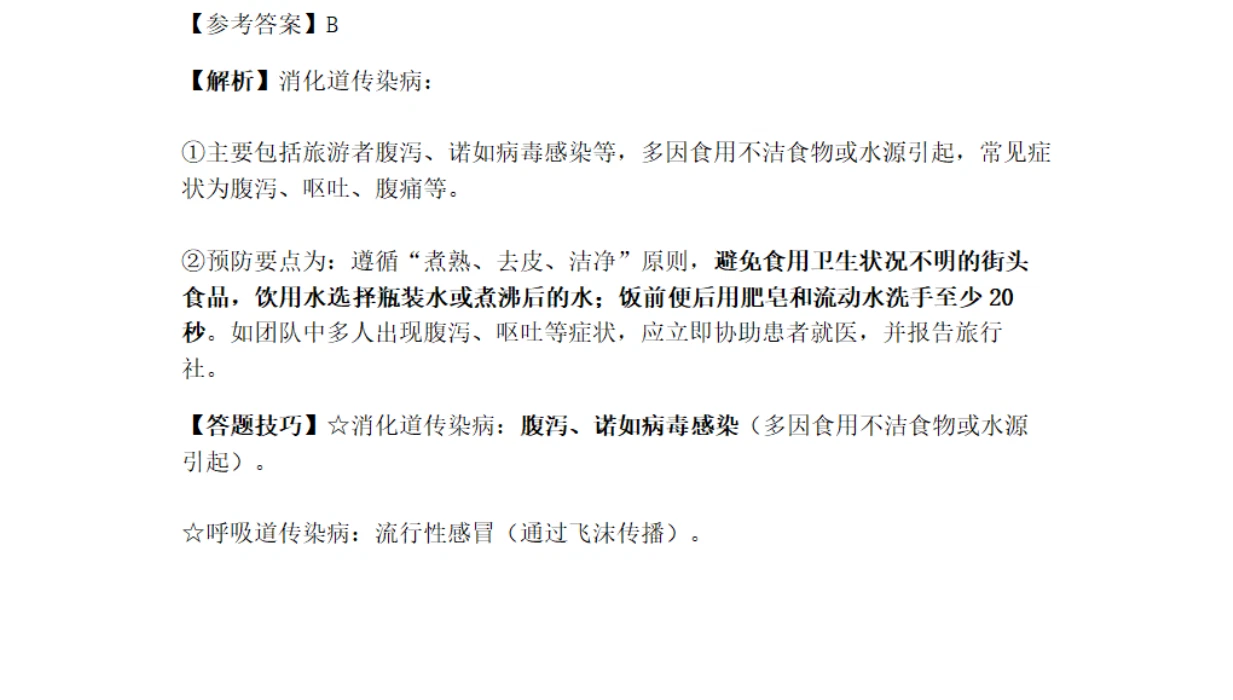 【参考答案】B
【解析】消化道传染病：
①主要包括旅游者腹泻、诺如病毒感染等，多因食用不洁食物或水源引起，常见症
状为腹泻、呕吐、腹痛等。
②预防要点为：遵循“煮熟、去皮、洁净”原则，避免食用卫生状况不明的街头
食品，饮用水选择瓶装水或煮沸后的水；饭前便后用肥皂和流动水洗手至少 20
秒。如团队中多人出现腹泻、呕吐等症状，应立即协助患者就医，并报告旅行
社。
【答题技巧】☆消化道传染病：腹泻、诺如病毒感染（多因食用不洁食物或水源
引起）。
☆呼吸道传染病：流行性感冒（通过飞沫传播）。